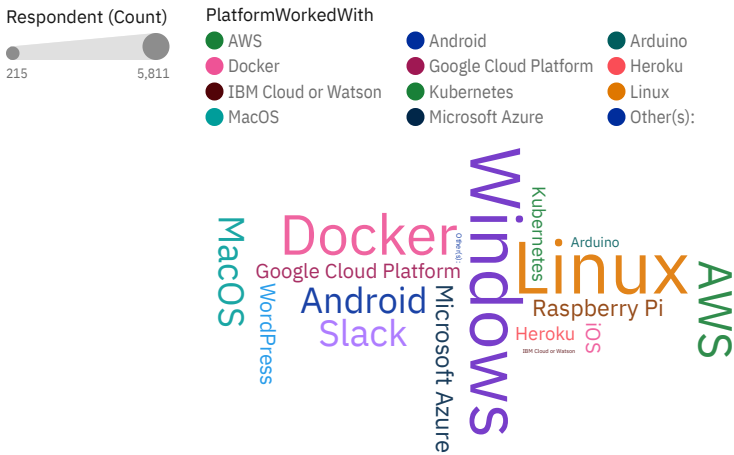 Respondent (Count)
215
5,811
PlatformWorkedWith
AWS
Android
Arduino
Docker
Google Cloud Platform
Heroku
IBM Cloud or Watson
Kubernetes
Linux
MacOS
Microsoft Azure
Other(s):
Windows
Kubernetes
Docker
MacOS
Other(s):
Arduino
Linux
Google Cloud Platform
AWS
WordPress
Android
Microsoft Azure
Raspberry Pi
Slack
Heroku
iOS
IBM Cloud or Watson